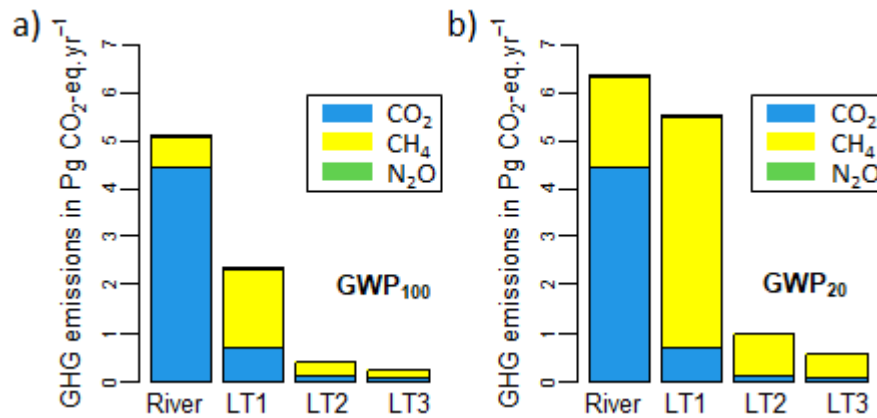 a)
GHG emissions in Pg CO₂-eq.yr⁻¹
7
6
5
4
3
2
1
0
CO₂
CH₄
N₂O
GWP₁₀₀
River LT1 LT2 LT3
b)
GHG emissions in Pg CO₂-eq.yr⁻¹
7
6
5
4
3
2
1
0
CO₂
CH₄
N₂O
GWP₂₀
River LT1 LT2 LT3